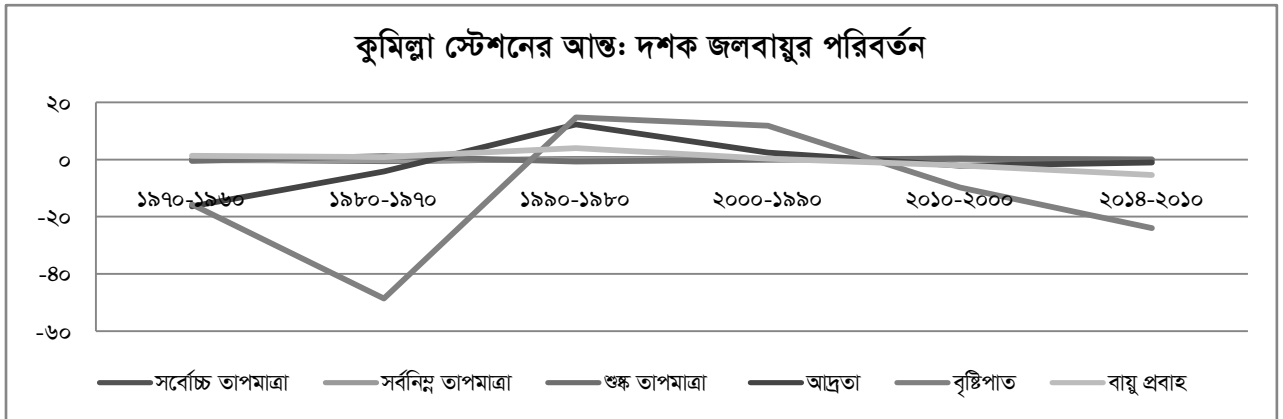 কুমিল্লা স্টেশনের আন্ত: দশক জলবায়ুর পরিবর্তন
২০
০
-২০
-৪০
-৬০
১৯৭০-১৯৬০ ১৯৮০-১৯৭০ ১৯৯০-১৯৮০ ২০০০-১৯৯০ ২০১০-২০০০ ২০১৪-২০১০
সর্বোচ্চ তাপমাত্রা সর্বনিম্ন তাপমাত্রা শুষ্ক তাপমাত্রা আদ্রতা বৃষ্টিপাত বায়ু প্রবাহ